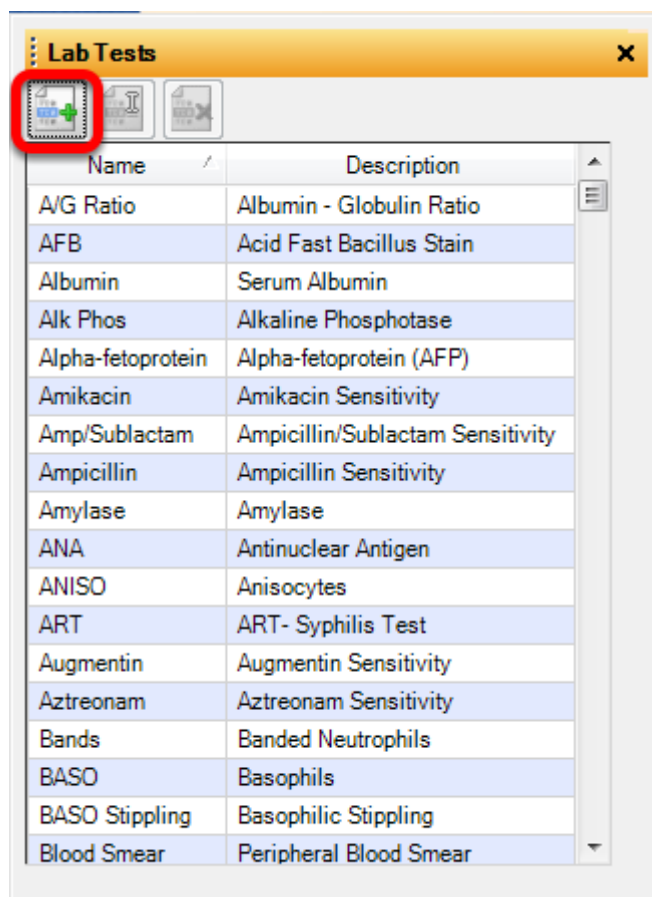 Lab Tests
Name Description
A/G Ratio Albumin - Globulin Ratio
AFB Acid Fast Bacillus Stain
Albumin Serum Albumin
Alk Phos Alkaline Phosphotase
Alpha-fetoprotein Alpha-fetoprotein (AFP)
Amikacin Amikacin Sensitivity
Amp/Sublactam Ampicillin/Sublactam Sensitivity
Ampicillin Ampicillin Sensitivity
Amylase Amylase
ANA Antinuclear Antigen
ANISO Anisocytes
ART ART- Syphilis Test
Augmentin Augmentin Sensitivity
Aztreonam Aztreonam Sensitivity
Bands Banded Neutrophils
BASO Basophils
BASO Stippling Basophilic Stippling
Blood Smear Peripheral Blood Smear